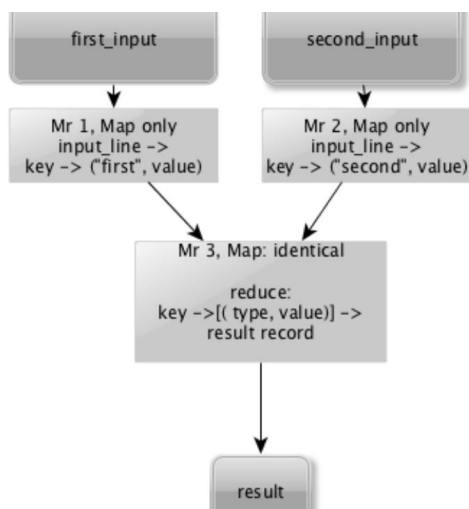 first_input
second_input
Mr 1, Map only
input_line ->
key -> ("first", value)
Mr 2, Map only
input_line ->
key -> ("second", value)
Mr 3, Map: identical
reduce:
key ->[( type, value)] ->
result record
result